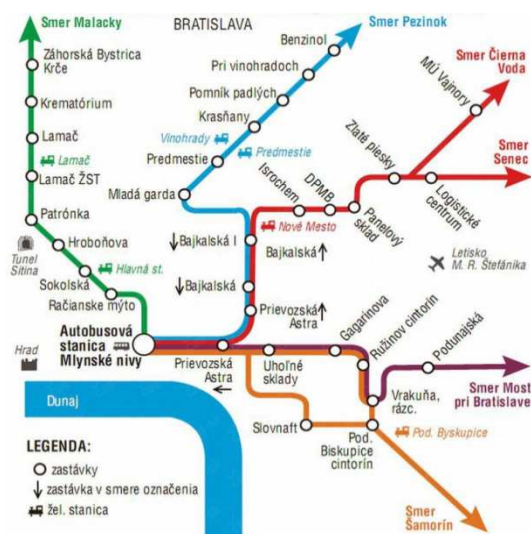 Smer Malacky
BRATISLAVA
Smer Pezinok
Záhorská Bystrica
Krče
Krematórium
Lamač
Lamač
Lamač ŽST
Patrónka
Hroboňova
Tunel
Sitina
Hlavná st.
Sokolská
Račianske mýto
Benzinol
Pri vinohradoch
Pomník padlých
Krasňany
Vinohrady
Predmestie
Predmestie
Mladá garda
Smer Čierna
Voda
MÚ Vajnory
Zlaté piesky
Smer
Senec
Isrochem
DPMB
Panelový
sklad
Logistické
centrum
Nové Mesto
Bajkalská I
Bajkalská
Letisko
M. R. Štefánika
Bajkalská
Prievozská
Astra
Autobusová
stanica
Mlynské nivy
Hrad
Prievozská
Astra
Uhoľné
sklady
Gagarinova
Ružinov cintorín
Podunajská
Smer Most
pri Bratislave
Vrakuňa,
rázc.
Dunaj
Slovnaft
Pod.
Biskupice
cintorín
Pod. Byskupice
Smer
Šamorín
LEGENDA:
zastávky
zastávka v smere označenia
žel. stanica